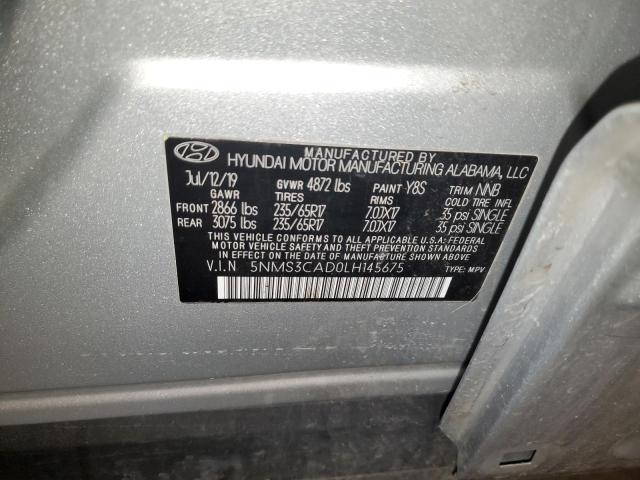 MANUFACTURED BY
HYUNDAI MOTOR MANUFACTURING ALABAMA, LLC
Jul/12/19 GVWR 4872 lbs PAINT Y8S TRIM NNB
GAWR TIRES RIMS COLD TIRE INFL
FRONT 2866 lbs 235/65R17 7.0JX17 35 psi SINGLE
REAR 3075 lbs 235/65R17 7.0JX17 35 psi SINGLE
THIS VEHICLE CONFORMS TO ALL APPLICABLE U.S. FEDERAL
MOTOR VEHICLE SAFETY AND THEFT PREVENTION STANDARDS IN
EFFECT ON THE DATE OF MANUFACTURE SHOWN ABOVE
V.I.N 5NMS3CAD0LH145675 TYPE: MPV